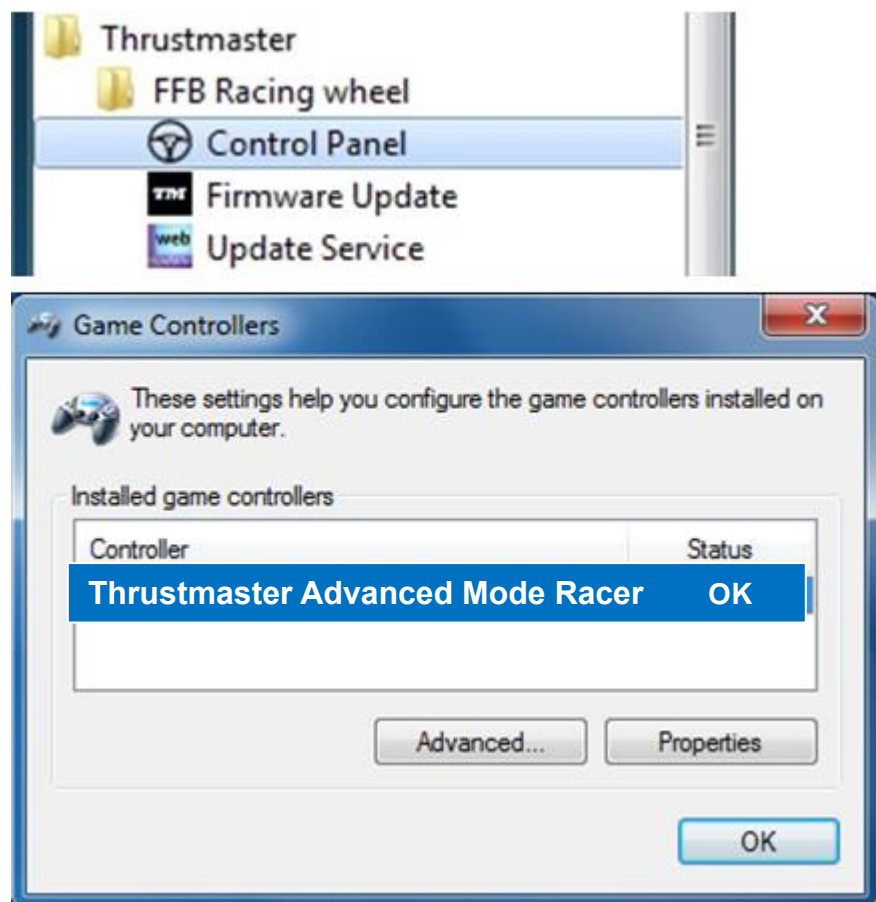 Thrustmaster
FFB Racing wheel
Control Panel
TM Firmware Update
web Update Service
Game Controllers
These settings help you configure the game controllers installed on
your computer.
Installed game controllers
Controller Status
Thrustmaster Advanced Mode Racer OK
Advanced... Properties
OK